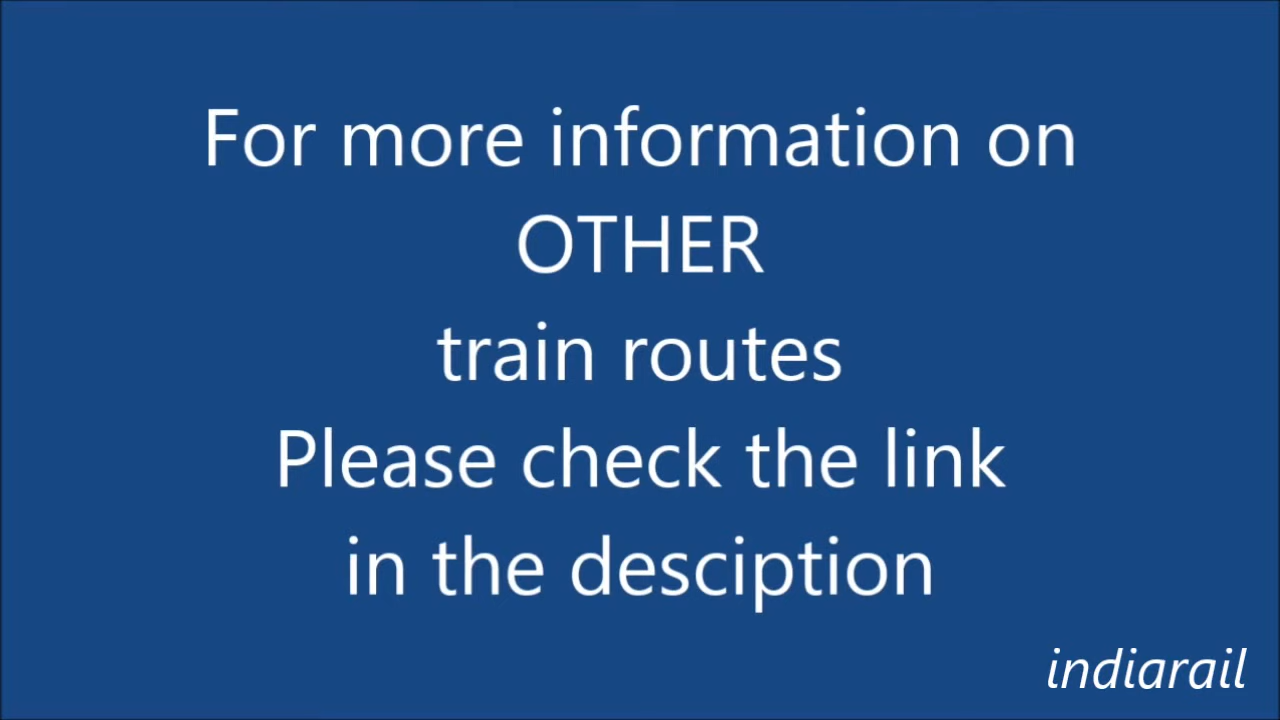 For more information on
OTHER
train routes
Please check the link
in the desciption
indiarail